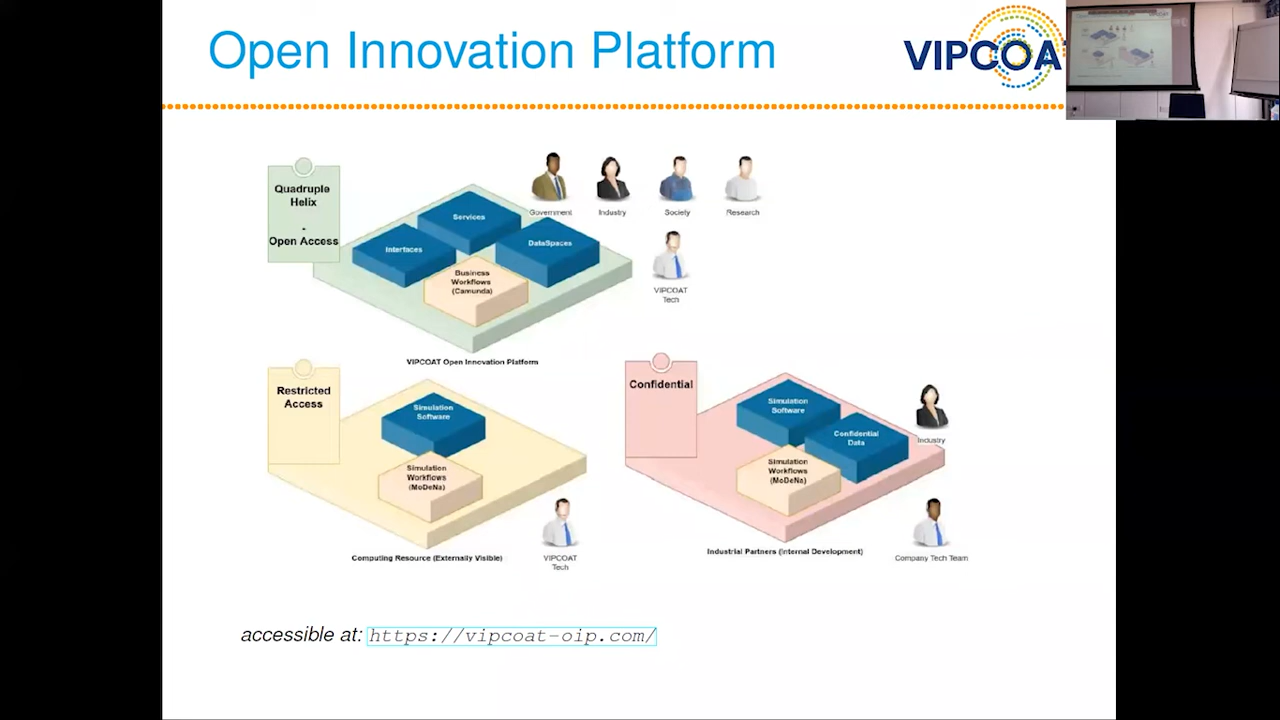 Open Innovation Platform
VIPCOAT
Quadruple
Helix
-
Open Access
Services
Interfaces
DataSpaces
Business
Workflows
(Camunda)
Government
Industry
Society
Research
VIPCOAT
Tech
VIPCOAT Open Innovation Platform
Restricted
Access
Simulation
Software
Simulation
Workflows
(MoDeNa)
VIPCOAT
Tech
Computing Resource (Externally Visible)
Confidential
Simulation
Software
Confidential
Data
Simulation
Workflows
(MoDeNa)
Industry
Company Tech Team
Industrial Partners (Internal Development)
accessible at: https://vipcoat-oip.com/